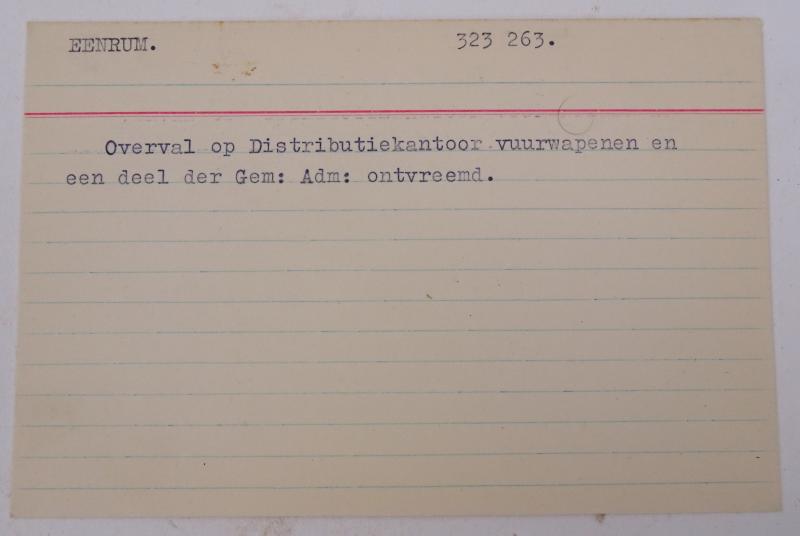 EENRUM. 323 263.
Overval op Distributiekantoor.vuurwapenen en
een deel der Gem: Adm: ontvreemd.